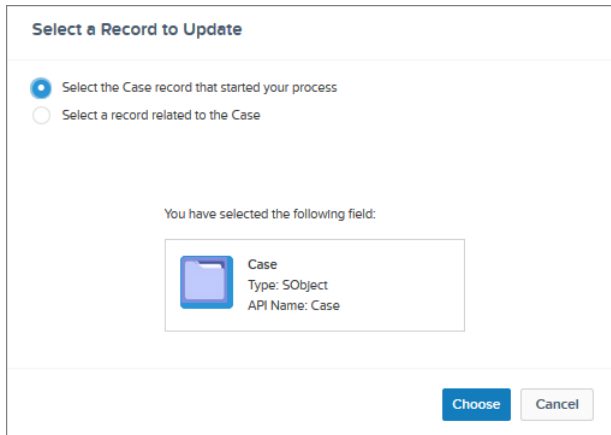 Select a Record to Update
Select the Case record that started your process
Select a record related to the Case
You have selected the following field:
Case
Type: SObject
API Name: Case
Choose
Cancel